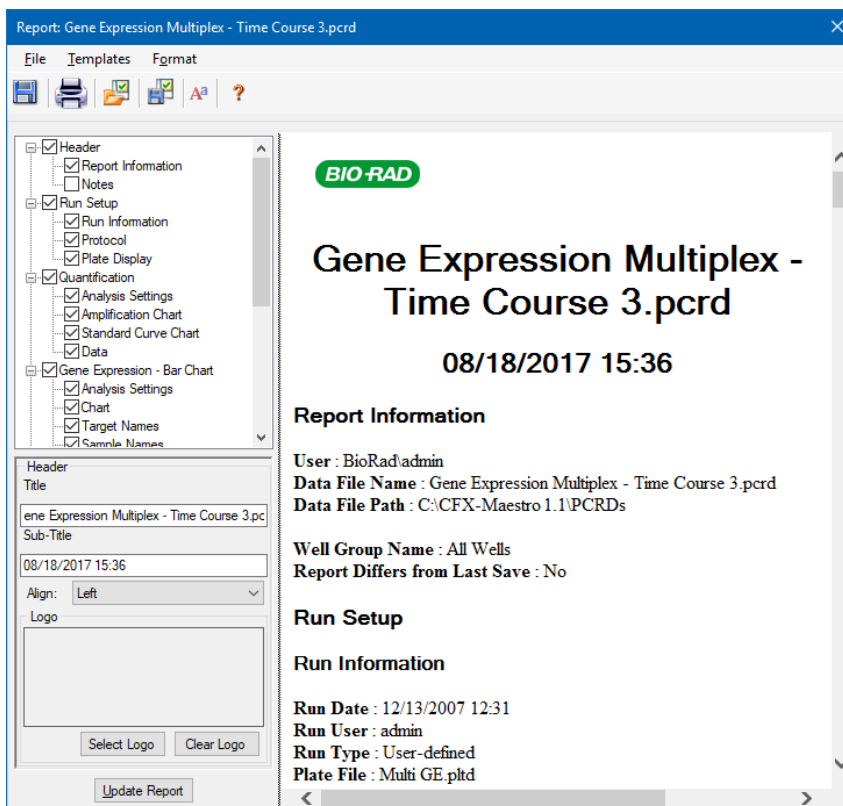 Report: Gene Expression Multiplex - Time Course 3.pcrd
File Templates Format
Aa ?
Header
Report Information
Notes
Run Setup
Run Information
Protocol
Plate Display
Quantification
Analysis Settings
Amplification Chart
Standard Curve Chart
Data
Gene Expression - Bar Chart
Analysis Settings
Chart
Target Names
Sample Names
Header
Title
ene Expression Multiplex - Time Course 3.pc
Sub-Title
08/18/2017 15:36
Align: Left
Logo
Select Logo Clear Logo
Update Report
BIO-RAD
Gene Expression Multiplex -
Time Course 3.pcrd
08/18/2017 15:36
Report Information
User : BioRad\admin
Data File Name : Gene Expression Multiplex - Time Course 3.pcrd
Data File Path : C:\CFX-Maestro 1.1\PCRDs
Well Group Name : All Wells
Report Differs from Last Save : No
Run Setup
Run Information
Run Date : 12/13/2007 12:31
Run User : admin
Run Type : User-defined
Plate File : Multi GE.pltd